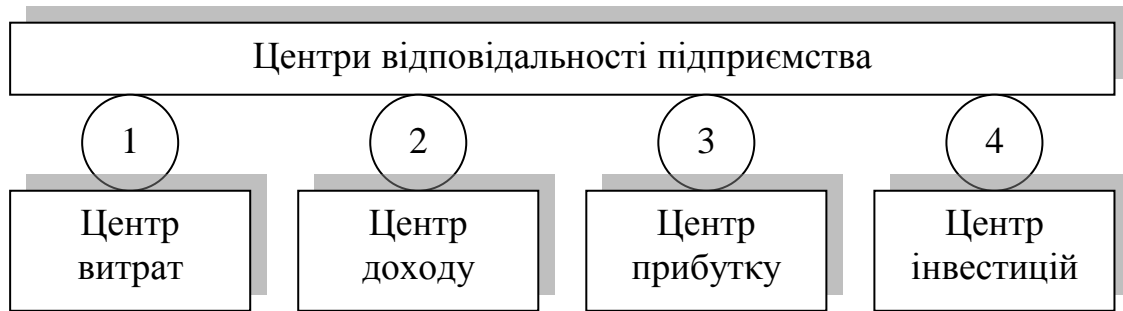 Центри відповідальності підприємства
1
2
3
4
Центр
витрат
Центр
доходу
Центр
прибутку
Центр
інвестицій